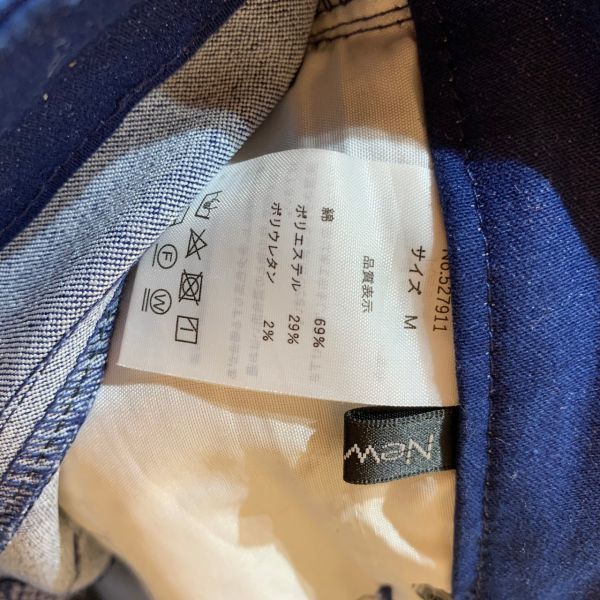 No.527911
サイズ M
品質表示
綿 69%
ポリエステル 29%
ポリウレタン 2%
New